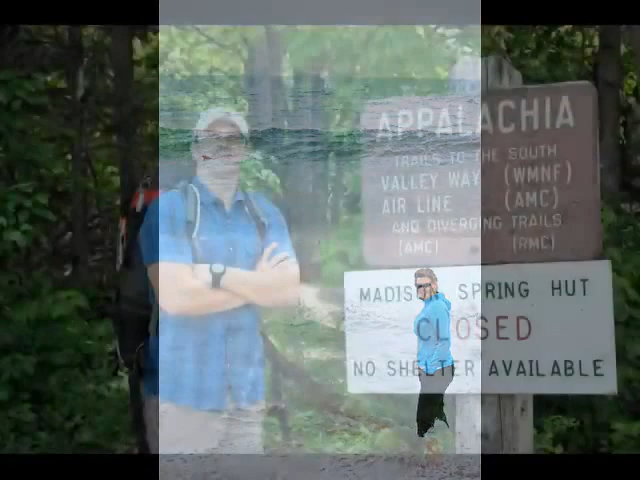 APPALACHIA
TRAILS TO THE SOUTH
VALLEY WAY (WMNF)
AIR LINE (AMC)
AND DIVERGING TRAILS
(AMC) (RMC)
MADISON SPRING HUT
CLOSED
NO SHELTER AVAILABLE